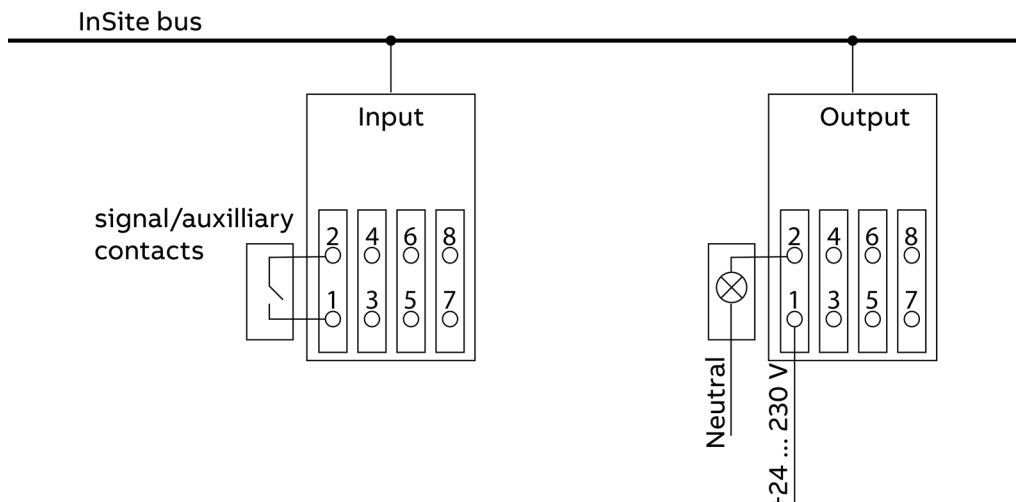 InSite bus
Input
signal/auxilliary
contacts
2 4 6 8
1 3 5 7
Output
2 4 6 8
1 3 5 7
Neutral
24 ... 230 V